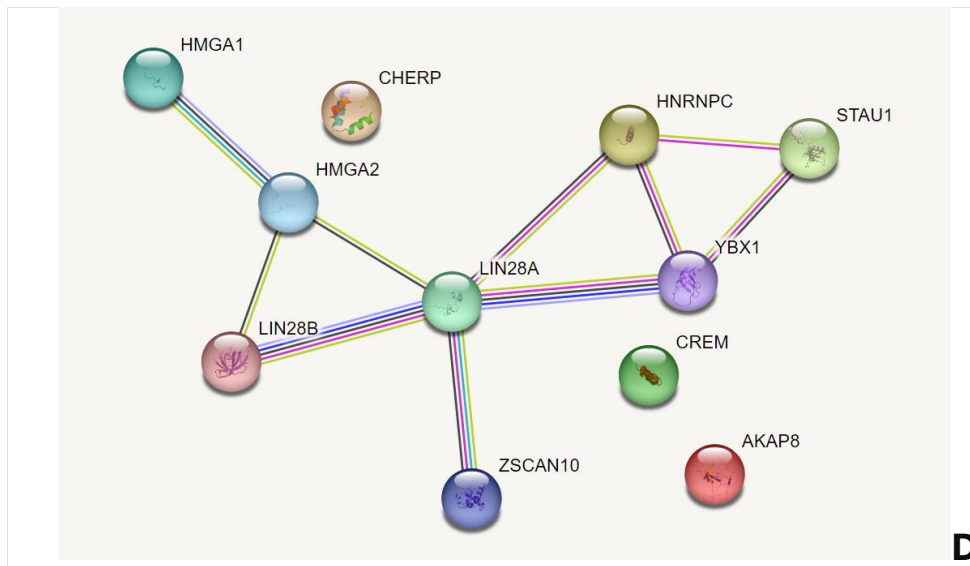 HMGA1
CHERP
HNRNPC
STAU1
HMGA2
YBX1
LIN28A
LIN28B
CREM
AKAP8
ZSCAN10
D